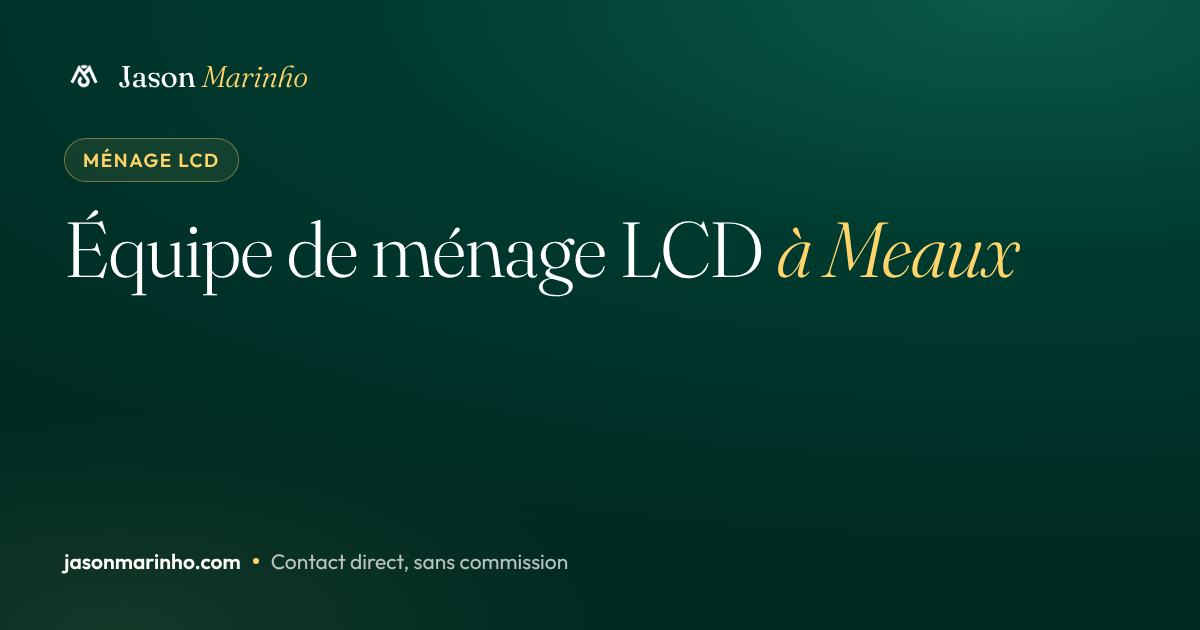 Jason Marinho
MÉNAGE LCD
Équipe de ménage LCD à Meaux
jasonmarinho.com • Contact direct, sans commission